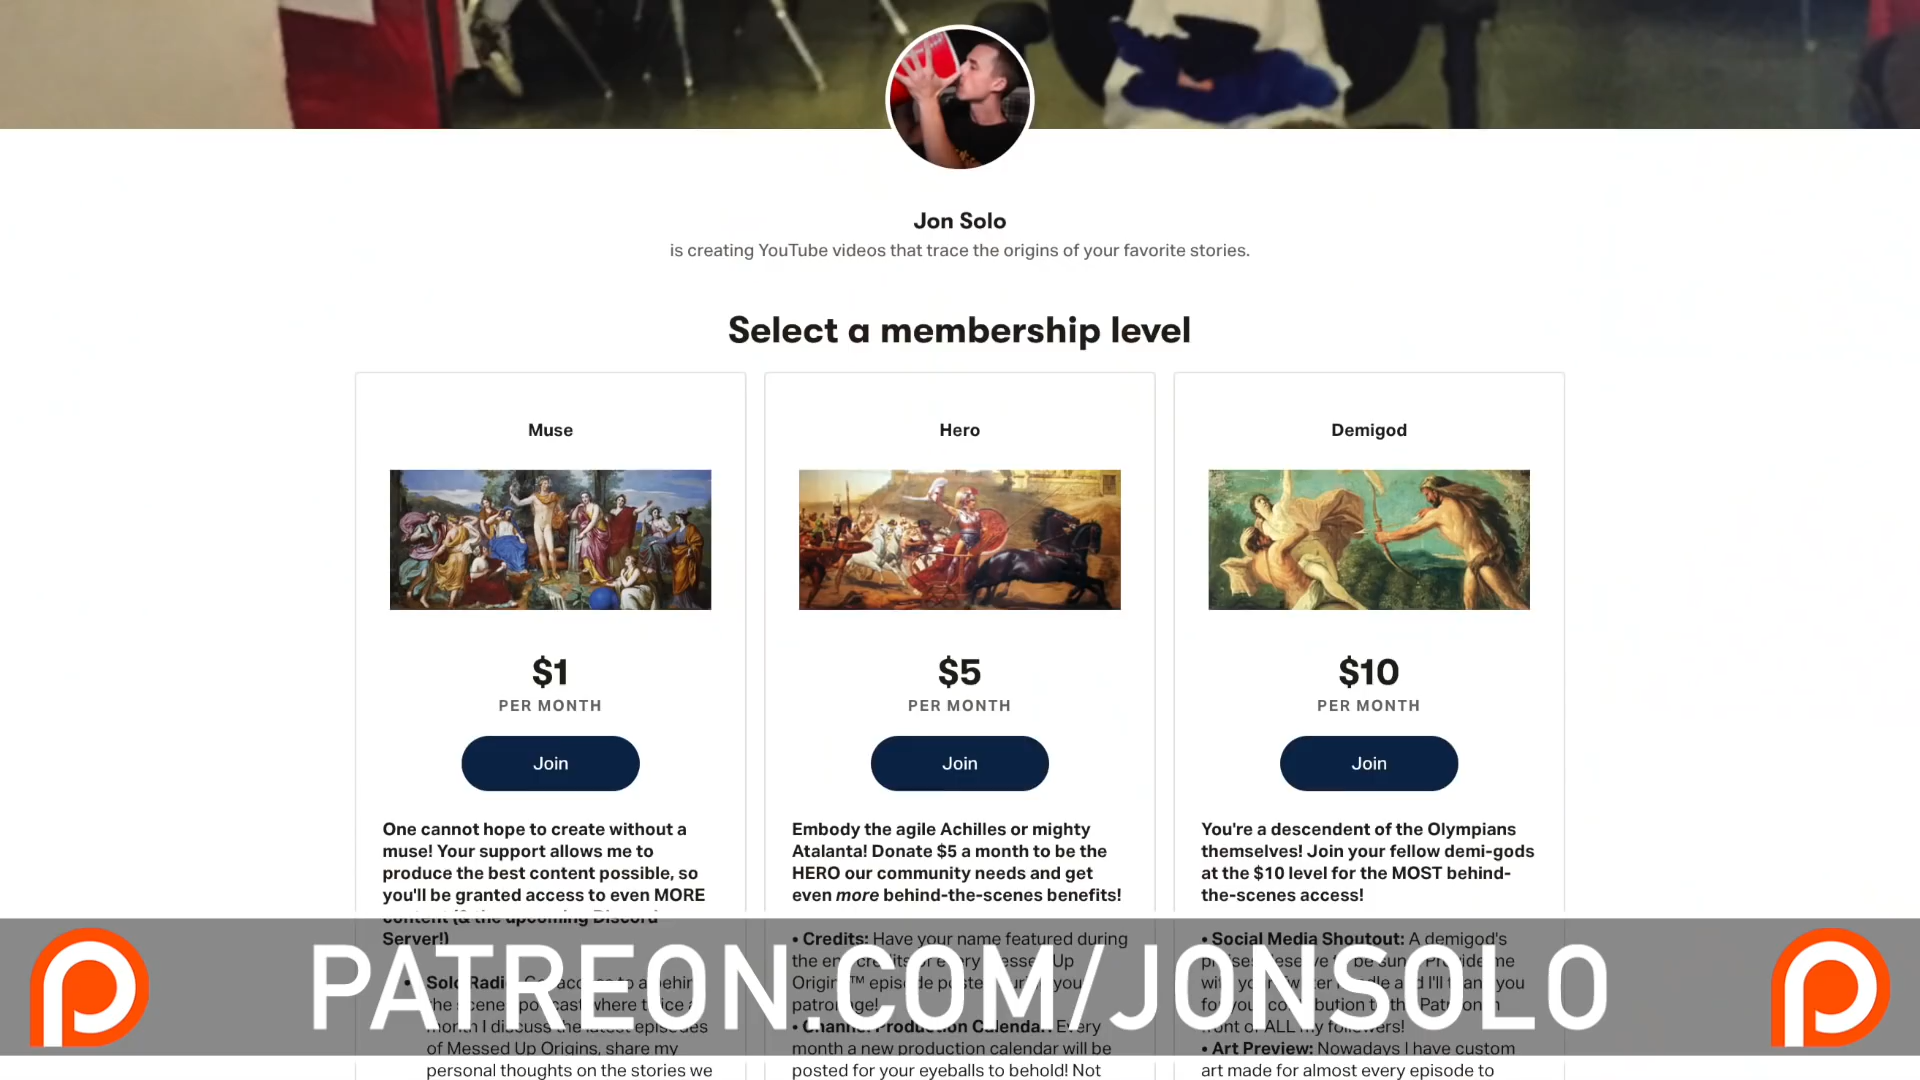 Jon Solo
is creating YouTube videos that trace the origins of your favorite stories.
Select a membership level
Muse
$1
PER MONTH
Join
One cannot hope to create without a
muse! Your support allows me to
produce the best content possible, so
you'll be granted access to even MORE
content (& the upcoming Discord
Server!)
of Messed Up Origins, share my
personal thoughts on the stories we
Hero
$5
PER MONTH
Join
Embody the agile Achilles or mighty
Atalanta! Donate $5 a month to be the
HERO our community needs and get
even more behind-the-scenes benefits!
• Credits: Have your name featured during
month a new production calendar will be
posted for your eyeballs to behold! Not
Demigod
$10
PER MONTH
Join
You're a descendent of the Olympians
themselves! Join your fellow demi-gods
at the $10 level for the MOST behind-
the-scenes access!
• Social Media Shoutout: A demigod's
front of ALL my followers!
• Art Preview: Nowadays I have custom
art made for almost every episode to
PATREON.COM/JONSOLO